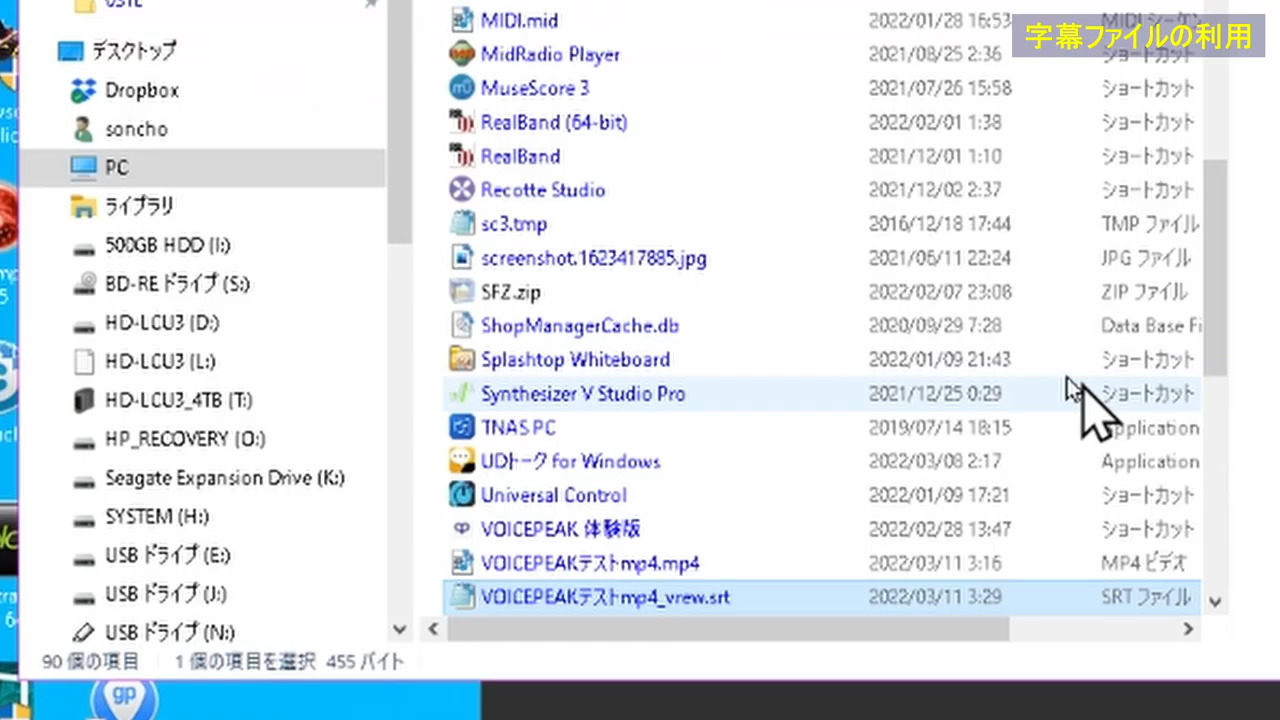 字幕ファイルの利用
デスクトップ
Dropbox
soncho
PC
ライブラリ
500GB HDD (I:)
BD-RE ドライブ (S:)
HD-LCU3 (D:)
HD-LCU3 (L:)
HD-LCU3_4TB (T:)
HP_RECOVERY (O:)
Seagate Expansion Drive (K:)
SYSTEM (H:)
USB ドライブ (E:)
USB ドライブ (J:)
USB ドライブ (N:)
MIDI.mid 2022/01/28 16:53 MIDI シーケン
MidRadio Player 2021/08/25 2:36 ショートカット
MuseScore 3 2021/07/26 15:58 ショートカット
RealBand (64-bit) 2022/02/01 1:38 ショートカット
RealBand 2021/12/01 1:10 ショートカット
Recotte Studio 2021/12/02 2:37 ショートカット
sc3.tmp 2016/12/18 17:44 TMP ファイル
screenshot.1623417885.jpg 2021/06/11 22:24 JPG ファイル
SFZ.zip 2022/02/07 23:08 ZIP ファイル
ShopManagerCache.db 2020/09/29 7:28 Data Base Fi
Splashtop Whiteboard 2022/01/09 21:43 ショートカット
Synthesizer V Studio Pro 2021/12/25 0:29 ショートカット
TNAS PC 2019/07/14 18:15 Application
UDトーク for Windows 2022/03/08 2:17 Application
Universal Control 2022/01/09 17:21 ショートカット
VOICEPEAK 体験版 2022/02/28 13:47 ショートカット
VOICEPEAKテストmp4.mp4 2022/03/11 3:16 MP4 ビデオ
VOICEPEAKテストmp4_vrew.srt 2022/03/11 3:29 SRT ファイル
90 個の項目 1 個の項目を選択 455 バイト
gp